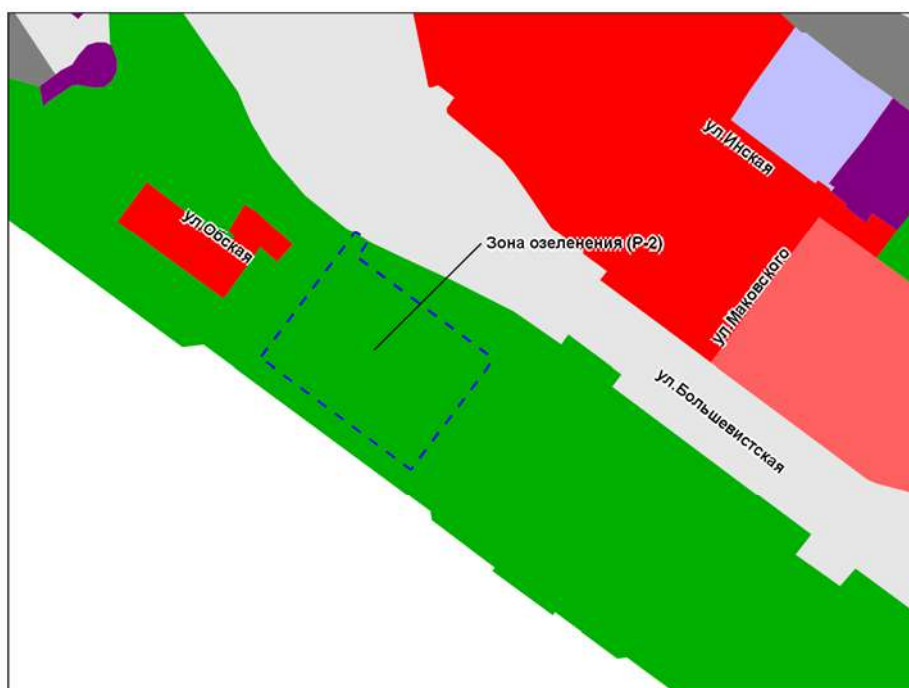 ул.Инская
ул.Обская
Зона озеленения (Р-2)
ул.Маковского
ул.Большевистская